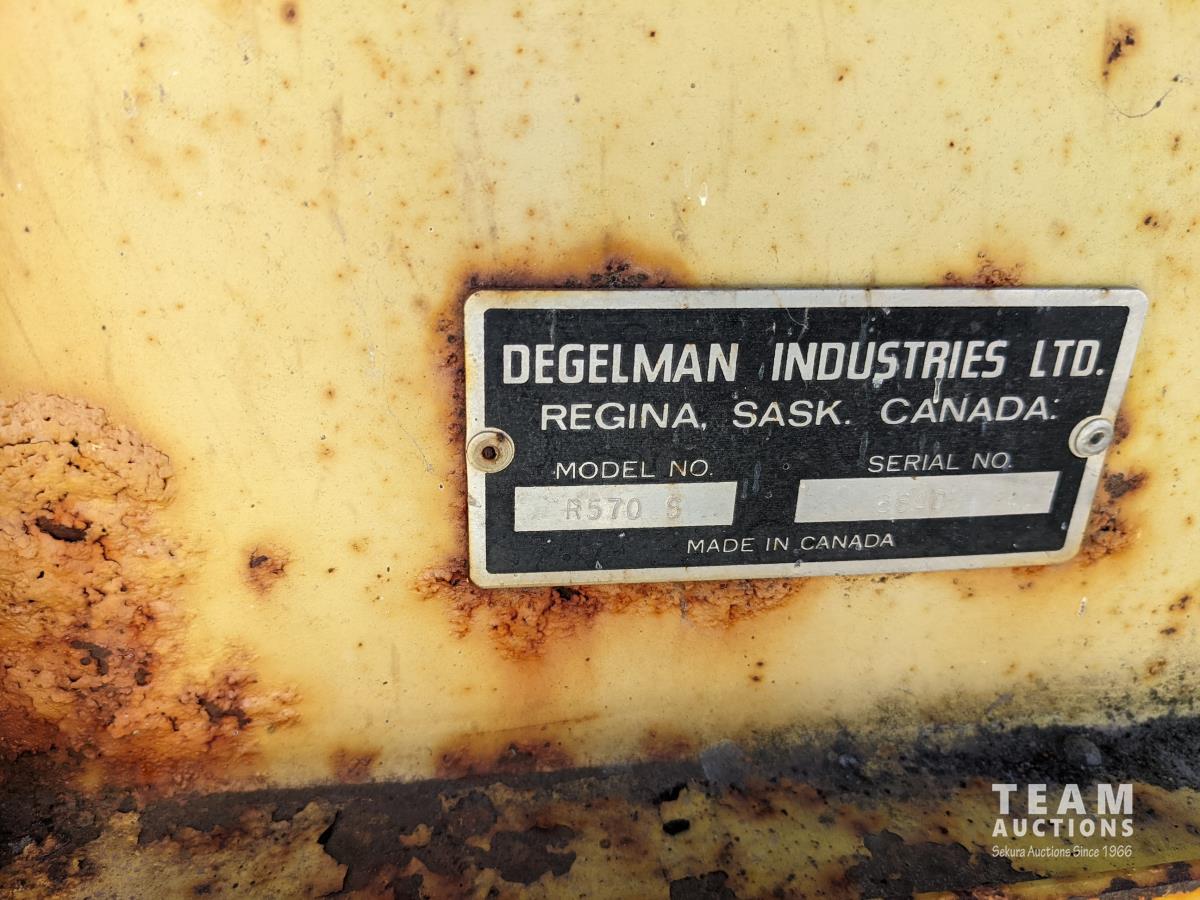 DEGELMAN INDUSTRIES LTD.
REGINA, SASK. CANADA.
MODEL NO. SERIAL NO.
R570 S
MADE IN CANADA
TEAM
AUCTIONS
Sekura Auctions Since 1966